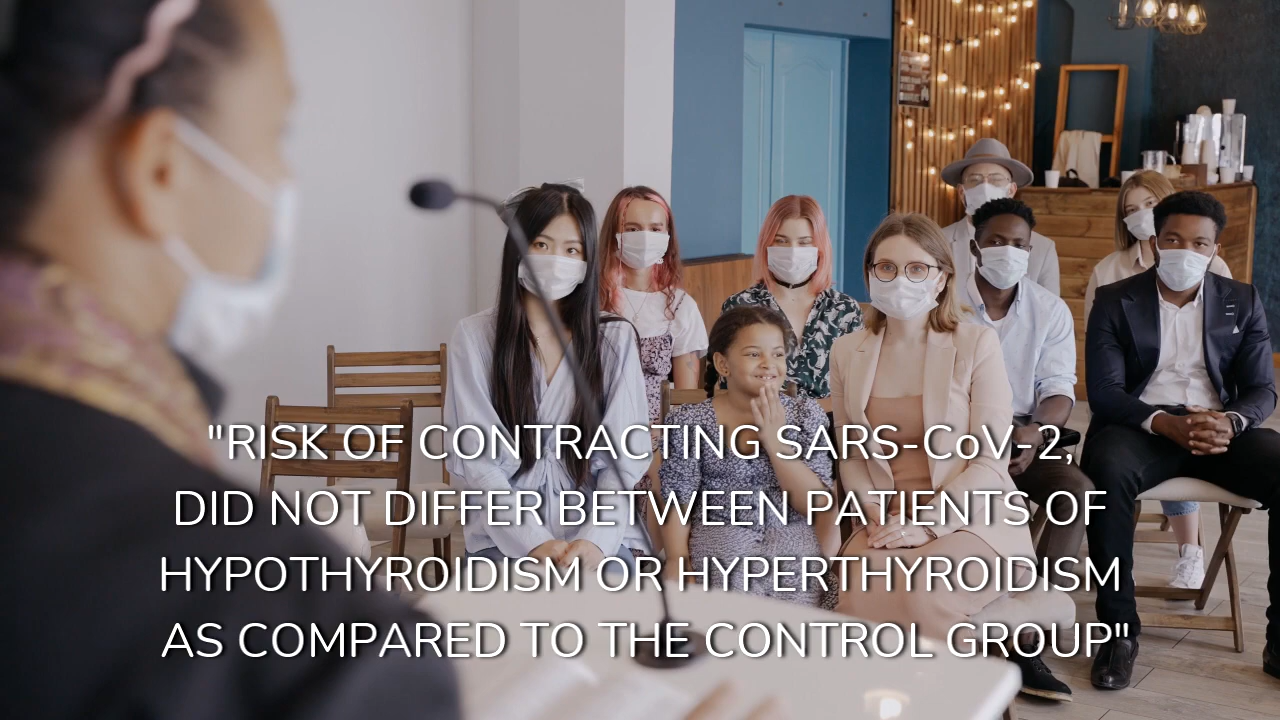 "RISK OF CONTRACTING SARS-CoV-2,
DID NOT DIFFER BETWEEN PATIENTS OF
HYPOTHYROIDISM OR HYPERTHYROIDISM
AS COMPARED TO THE CONTROL GROUP"